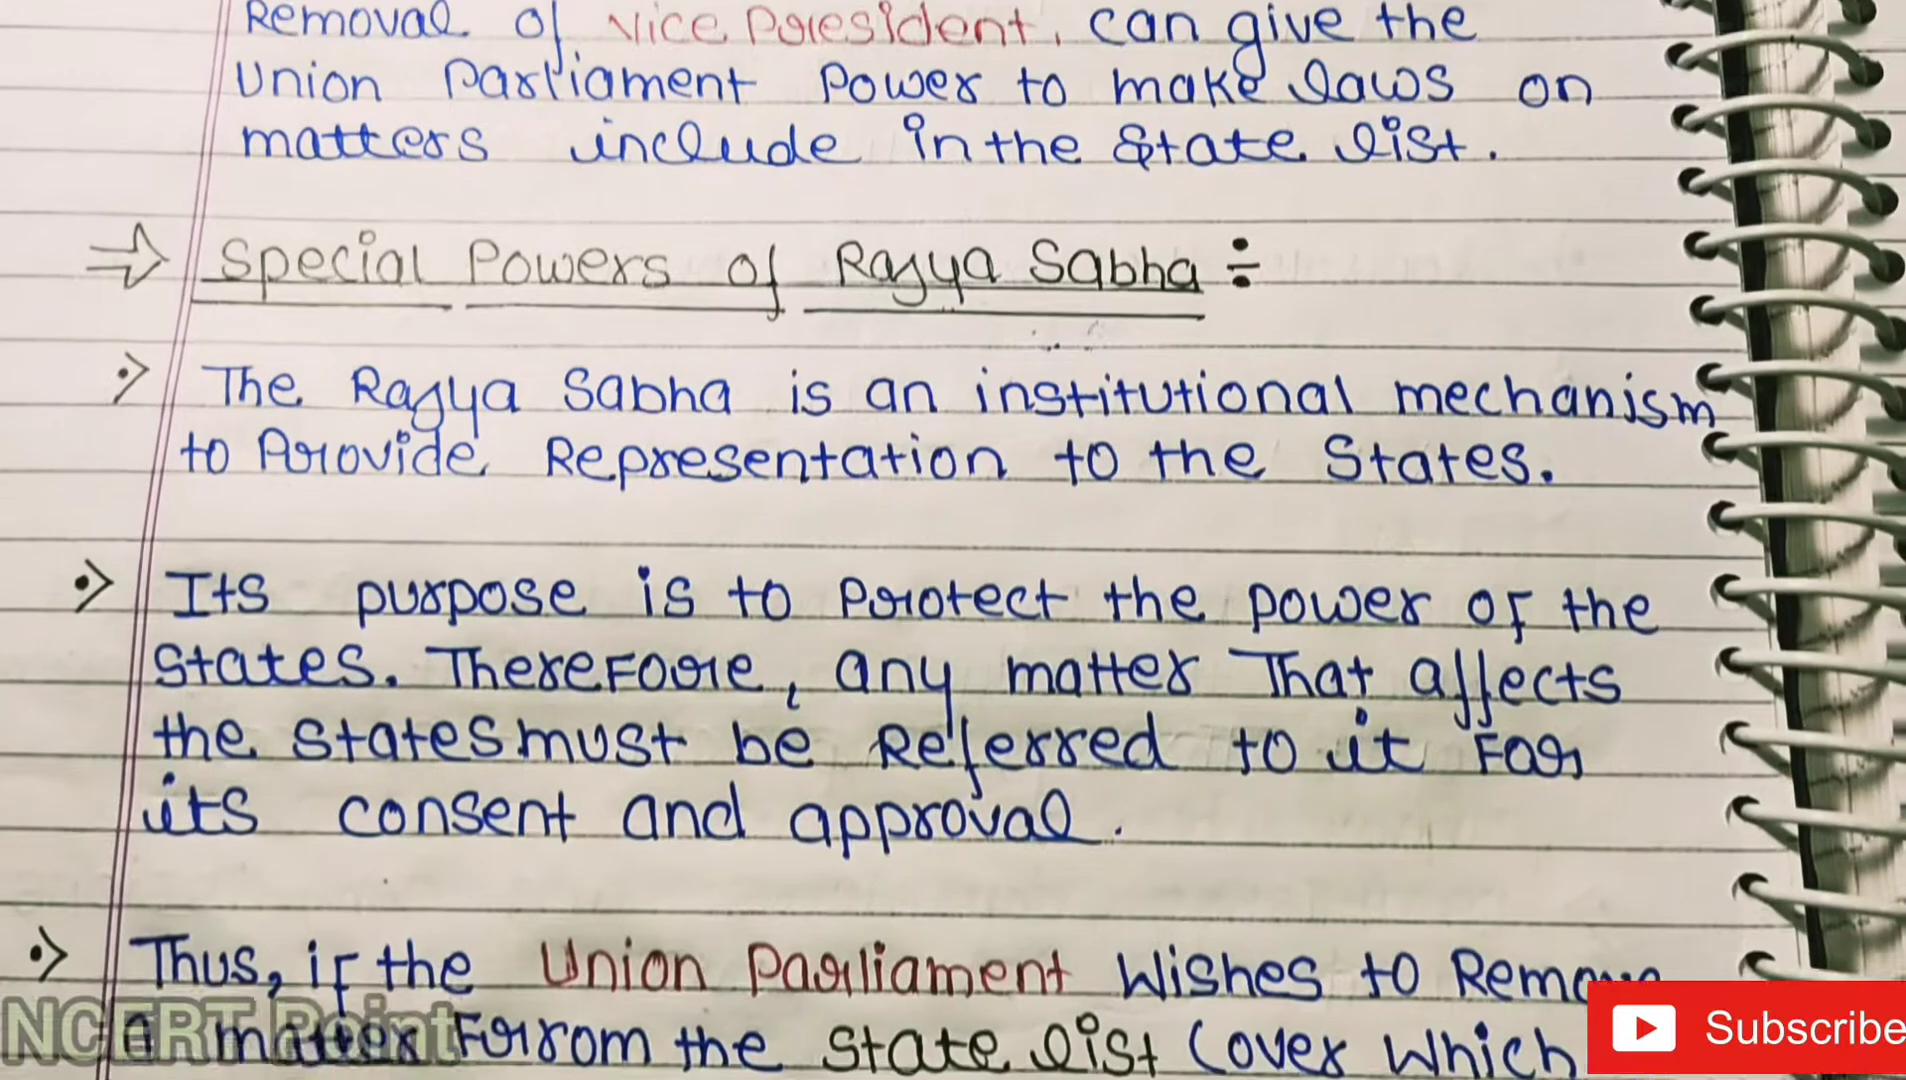 Removal of Vice President, can give the
Union Parliament Power to make laws on
matters include in the State list.
⇒ Special Powers of Rajya Sabha ÷
The Rajya Sabha is an institutional mechanism
to Provide Representation to the States.
Its purpose is to Protect the power of the
States. Therefore, any matter That affects
the states must be Referred to it For
its consent and approval.
Thus, if the Union Parliament Wishes to Remove
a matter Forrom the State list (over which
NCERT Point
Subscribe